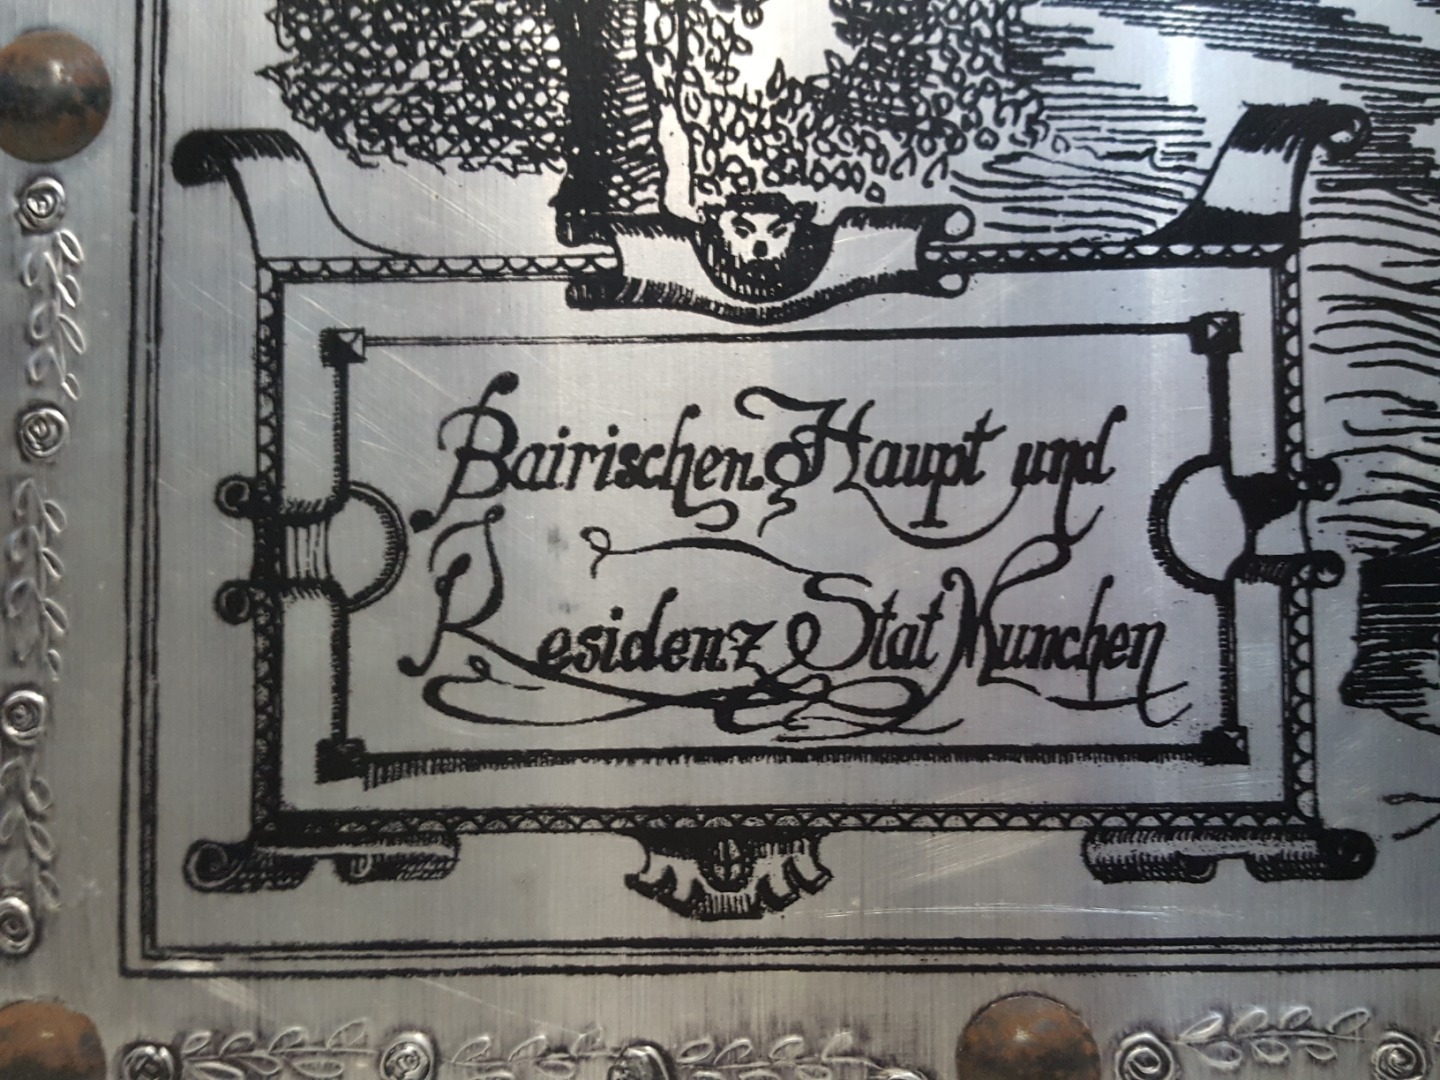 Bairischen Haupt und
Residenz Stat Munchen